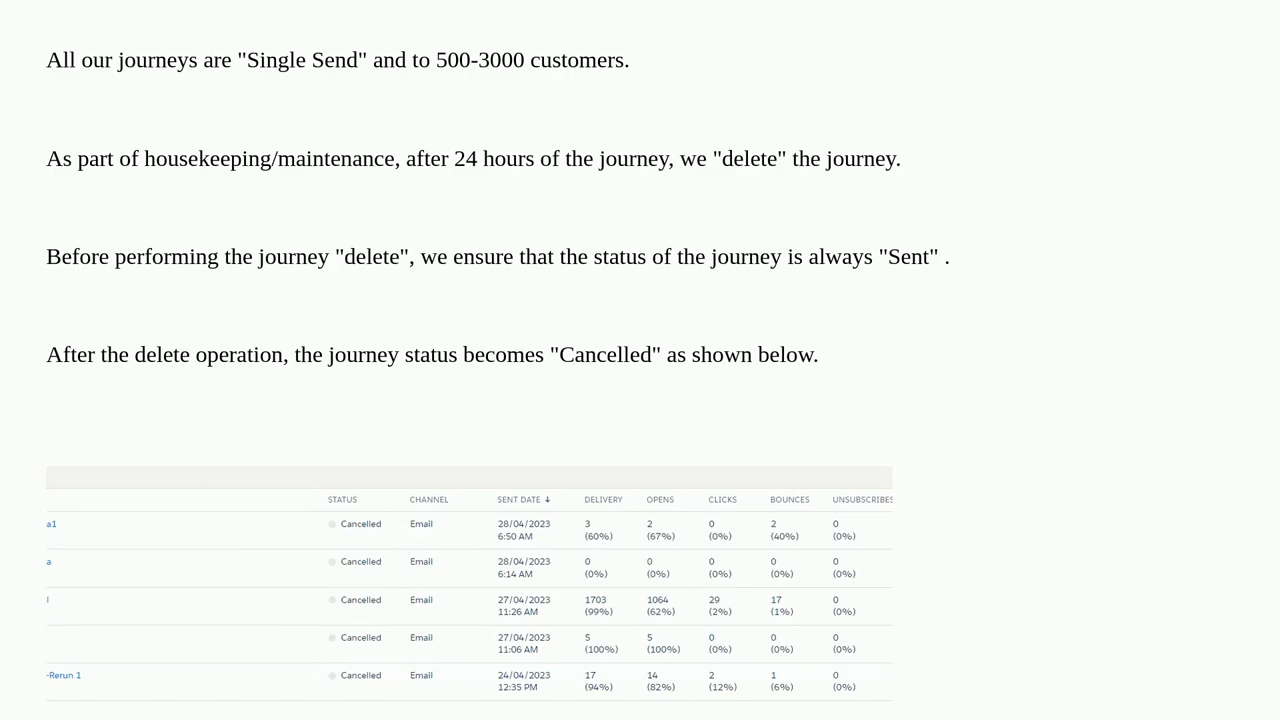 All our journeys are "Single Send" and to 500-3000 customers.
As part of housekeeping/maintenance, after 24 hours of the journey, we "delete" the journey.
Before performing the journey "delete", we ensure that the status of the journey is always "Sent" .
After the delete operation, the journey status becomes "Cancelled" as shown below.
STATUS CHANNEL SENT DATE ↓ DELIVERY OPENS CLICKS BOUNCES UNSUBSCRIBES
a1 Cancelled Email 28/04/2023 3 2 0 2 0
6:50 AM (60%) (67%) (0%) (40%) (0%)
a Cancelled Email 28/04/2023 0 0 0 0 0
6:14 AM (0%) (0%) (0%) (0%) (0%)
l Cancelled Email 27/04/2023 1703 1064 29 17 0
11:26 AM (99%) (62%) (2%) (1%) (0%)
Cancelled Email 27/04/2023 5 5 0 0 0
11:06 AM (100%) (100%) (0%) (0%) (0%)
-Rerun 1 Cancelled Email 24/04/2023 17 14 2 1 0
12:35 PM (94%) (82%) (12%) (6%) (0%)